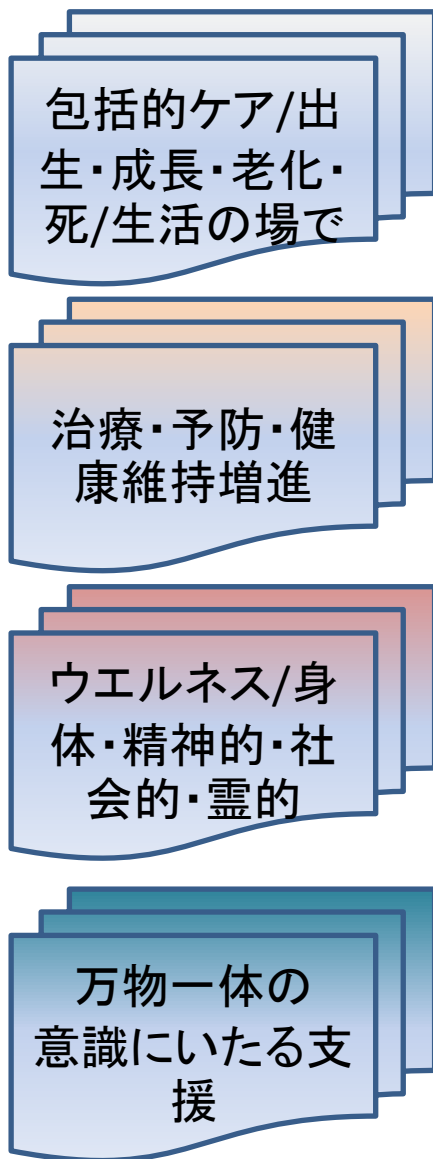 包括的ケア/出
生・成長・老化・
死/生活の場で
治療・予防・健
康維持増進
ウエルネス/身
体・精神的・社
会的・霊的
万物一体の
意識にいたる支
援